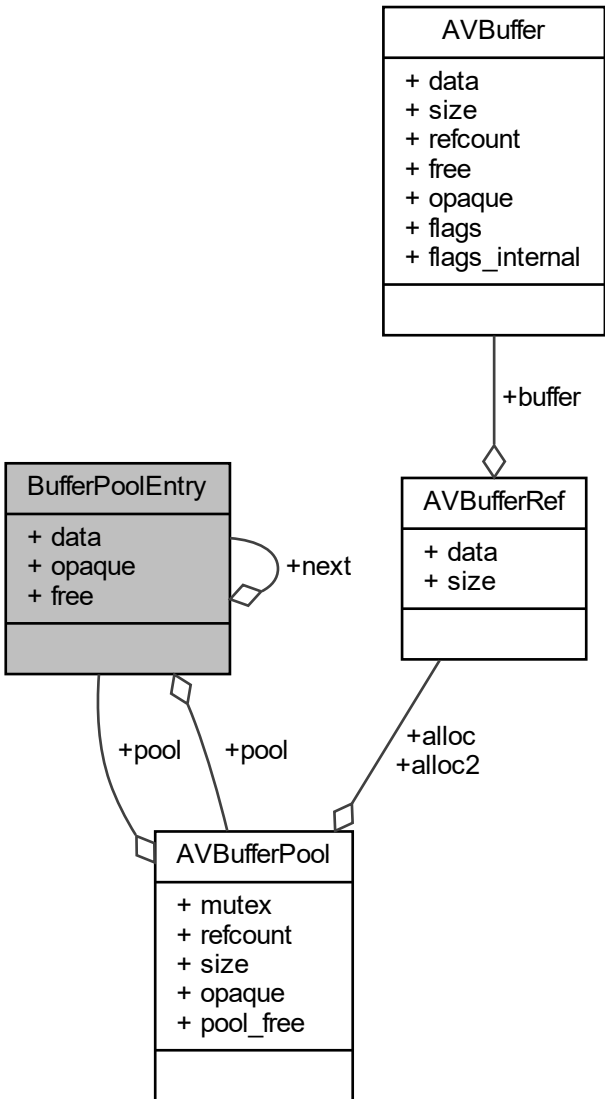 AVBuffer
+ data
+ size
+ refcount
+ free
+ opaque
+ flags
+ flags_internal
+buffer
BufferPoolEntry
+ data
+ opaque
+ free
+next
AVBufferRef
+ data
+ size
+pool
+pool
+alloc
+alloc2
AVBufferPool
+ mutex
+ refcount
+ size
+ opaque
+ pool_free